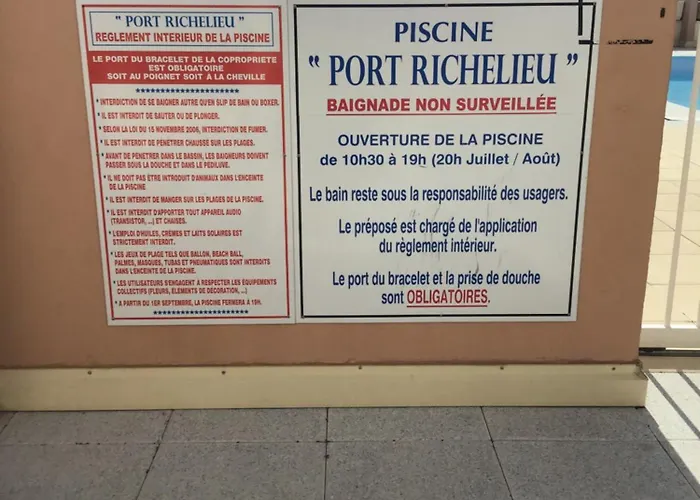 " PORT RICHELIEU "
REGLEMENT INTERIEUR DE LA PISCINE
LE PORT DU BRACELET DE LA COPROPRIETE
EST OBLIGATOIRE
SOIT AU POIGNET SOIT À LA CHEVILLE
********************
* INTERDICTION DE SE BAIGNER AUTRE QU'EN SLIP DE BAIN OU BOXER.
* IL EST INTERDIT DE SAUTER OU DE PLONGER.
* SELON LA LOI DU 15 NOVEMBRE 2006, INTERDICTION DE FUMER.
* IL EST INTERDIT DE PÉNÉTRER CHAUSSÉ SUR LES PLAGES.
* AVANT DE PENETRER DANS LE BASSIN, LES BAIGNEURS DOIVENT
PASSER SOUS LA DOUCHE ET DANS LE PEDILUVE.
* IL NE DOIT PAS ÊTRE INTRODUIT D'ANIMAUX DANS L'ENCEINTE
DE LA PISCINE
* IL EST INTERDIT DE MANGER SUR LES PLAGES DE LA PISCINE.
* IL EST INTERDIT D'APPORTER TOUT APPAREIL AUDIO
(TRANSISTOR, ...) ET CHAISES.
* L'EMPLOI D'HUILES, CRÈMES ET LAITS SOLAIRES EST
STRICTEMENT INTERDIT.
* LES JEUX DE PLAGE TELS QUE BALLON, BEACH BALL,
PALMES, MASQUES, TUBAS ET PNEUMATIQUES SONT INTERDITS
DANS L'ENCEINTE DE LA PISCINE.
* LES UTILISATEURS S'ENGAGENT À RESPECTER LES ÉQUIPEMENTS
COLLECTIFS (FLEURS, ÉLÉMENTS DE DÉCORATION, ...)
* A PARTIR DU 1ER SEPTEMBRE, LA PISCINE FERMERA À 19H.
********************
PISCINE
" PORT RICHELIEU "
BAIGNADE NON SURVEILLÉE
OUVERTURE DE LA PISCINE
de 10h30 à 19h (20h Juillet / Août)
Le bain reste sous la responsabilité des usagers.
Le préposé est chargé de l'application
du règlement intérieur.
Le port du bracelet et la prise de douche
sont OBLIGATOIRES.